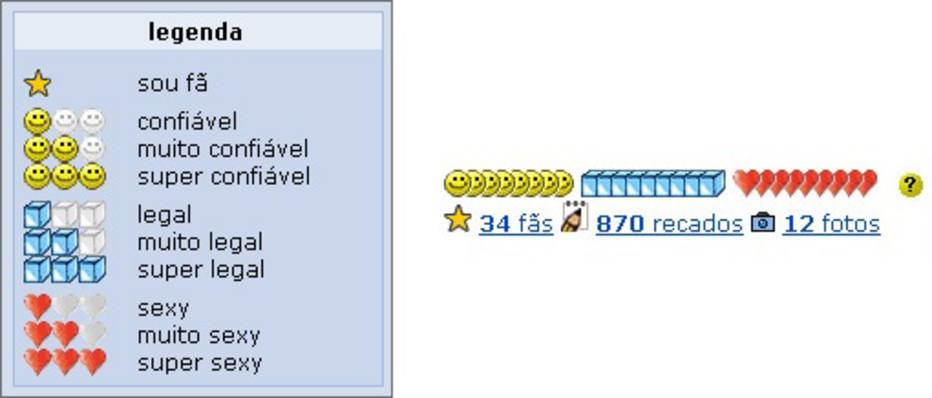 legenda
sou fã
confiável
muito confiável
super confiável
legal
muito legal
super legal
sexy
muito sexy
super sexy
?
34 fãs 870 recados 12 fotos